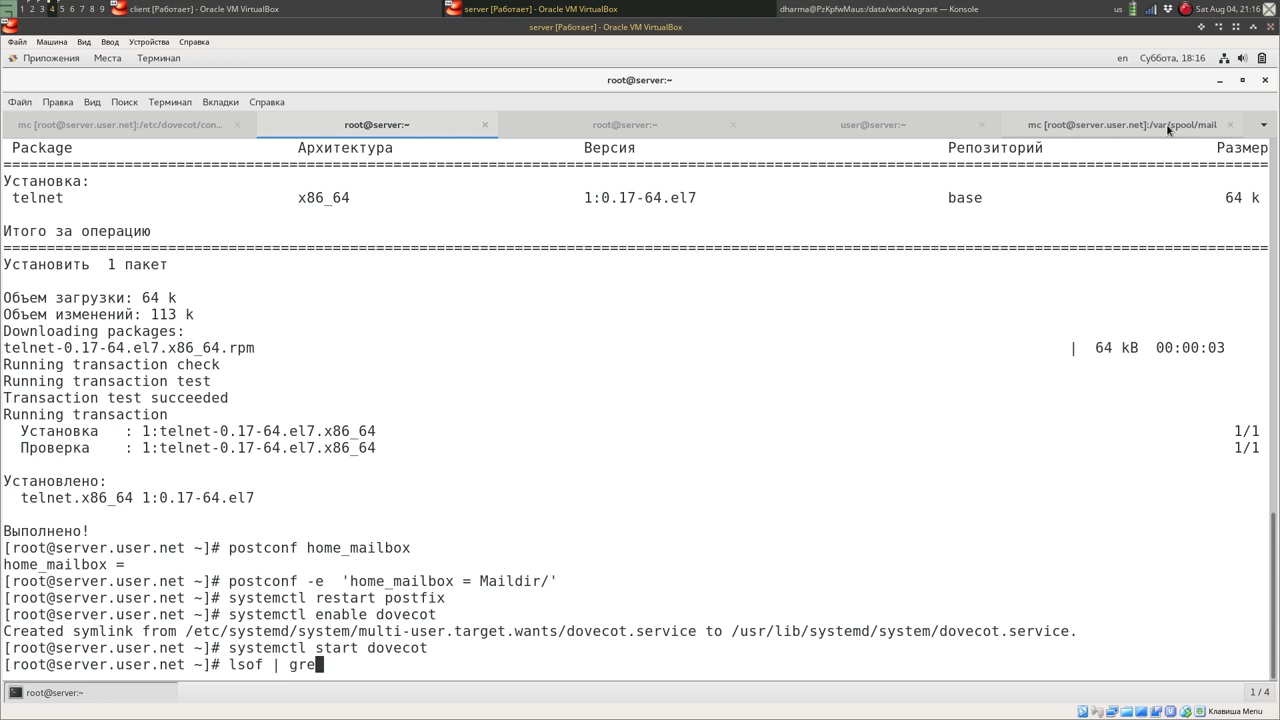 1 2 3 4 5 6 7 8 9 client [Работает] - Oracle VM VirtualBox server [Работает] - Oracle VM VirtualBox dharma@PzKpfwMaus:/data/work/vagrant — Konsole us Sat Aug 04, 21:16
server [Работает] - Oracle VM VirtualBox
Файл Машина Вид Ввод Устройства Справка
Приложения Места Терминал en Суббота, 18:16
root@server:~
Файл Правка Вид Поиск Терминал Вкладки Справка
mc [root@server.user.net]:/etc/dovecot/con... root@server:~ root@server:~ user@server:~ mc [root@server.user.net]:/var/spool/mail
Package Архитектура Версия Репозиторий Размер
Установка:
telnet x86_64 1:0.17-64.el7 base 64 k
Итого за операцию
Установить 1 пакет
Объем загрузки: 64 k
Объем изменений: 113 k
Downloading packages:
telnet-0.17-64.el7.x86_64.rpm | 64 kB 00:00:03
Running transaction check
Running transaction test
Transaction test succeeded
Running transaction
Установка : 1:telnet-0.17-64.el7.x86_64 1/1
Проверка : 1:telnet-0.17-64.el7.x86_64 1/1
Установлено:
telnet.x86_64 1:0.17-64.el7
Выполнено!
[root@server.user.net ~]# postconf home_mailbox
home_mailbox =
[root@server.user.net ~]# postconf -e 'home_mailbox = Maildir/'
[root@server.user.net ~]# systemctl restart postfix
[root@server.user.net ~]# systemctl enable dovecot
Created symlink from /etc/systemd/system/multi-user.target.wants/dovecot.service to /usr/lib/systemd/system/dovecot.service.
[root@server.user.net ~]# systemctl start dovecot
[root@server.user.net ~]# lsof | gre
root@server:~ 1 / 4
Клавиша Menu